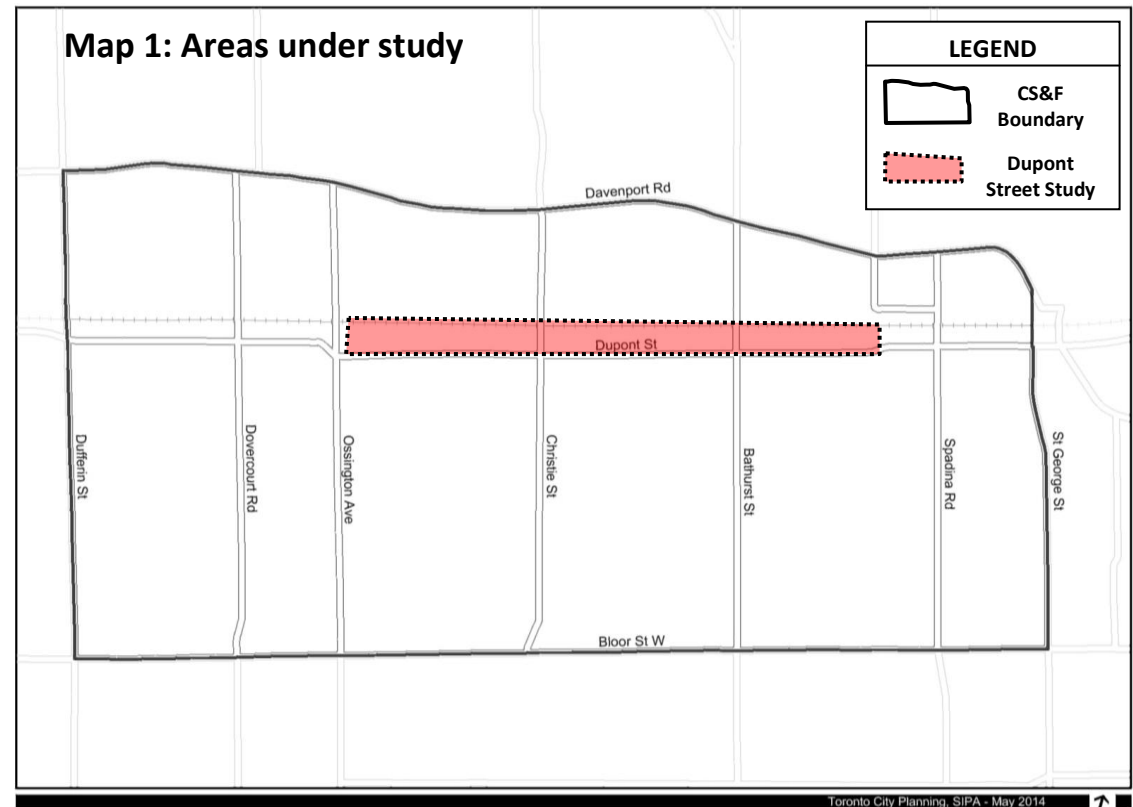 Map 1: Areas under study
LEGEND
CS&F
Boundary
Dupont
Street Study
Davenport Rd
Dupont St
Dufferin St
Dovercourt Rd
Ossington Ave
Christie St
Bathurst St
Spadina Rd
St George St
Bloor St W
Toronto City Planning, SIPA - May 2014